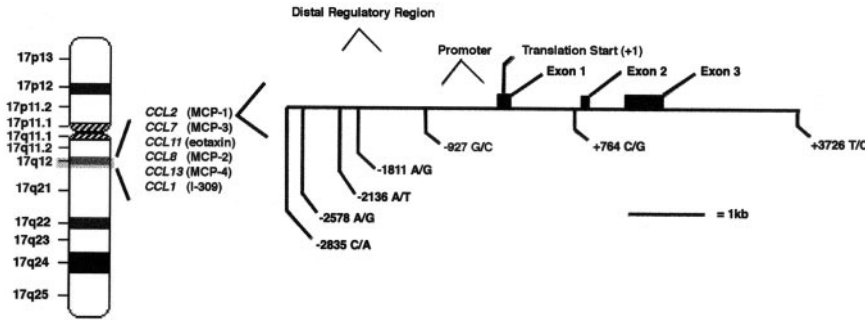 Distal Regulatory Region
Promoter
Translation Start (+1)
Exon 1
Exon 2
Exon 3
17p13
17p12
17p11.2
17p11.1
17q11.1
17q11.2
17q12
17q21
17q22
17q23
17q24
17q25
CCL2 (MCP-1)
CCL7 (MCP-3)
CCL11 (eotaxin)
CCL8 (MCP-2)
CCL13 (MCP-4)
CCL1 (I-309)
-927 G/C
+764 C/G
+3726 T/C
-1811 A/G
-2136 A/T
-2578 A/G
-2835 C/A
= 1kb